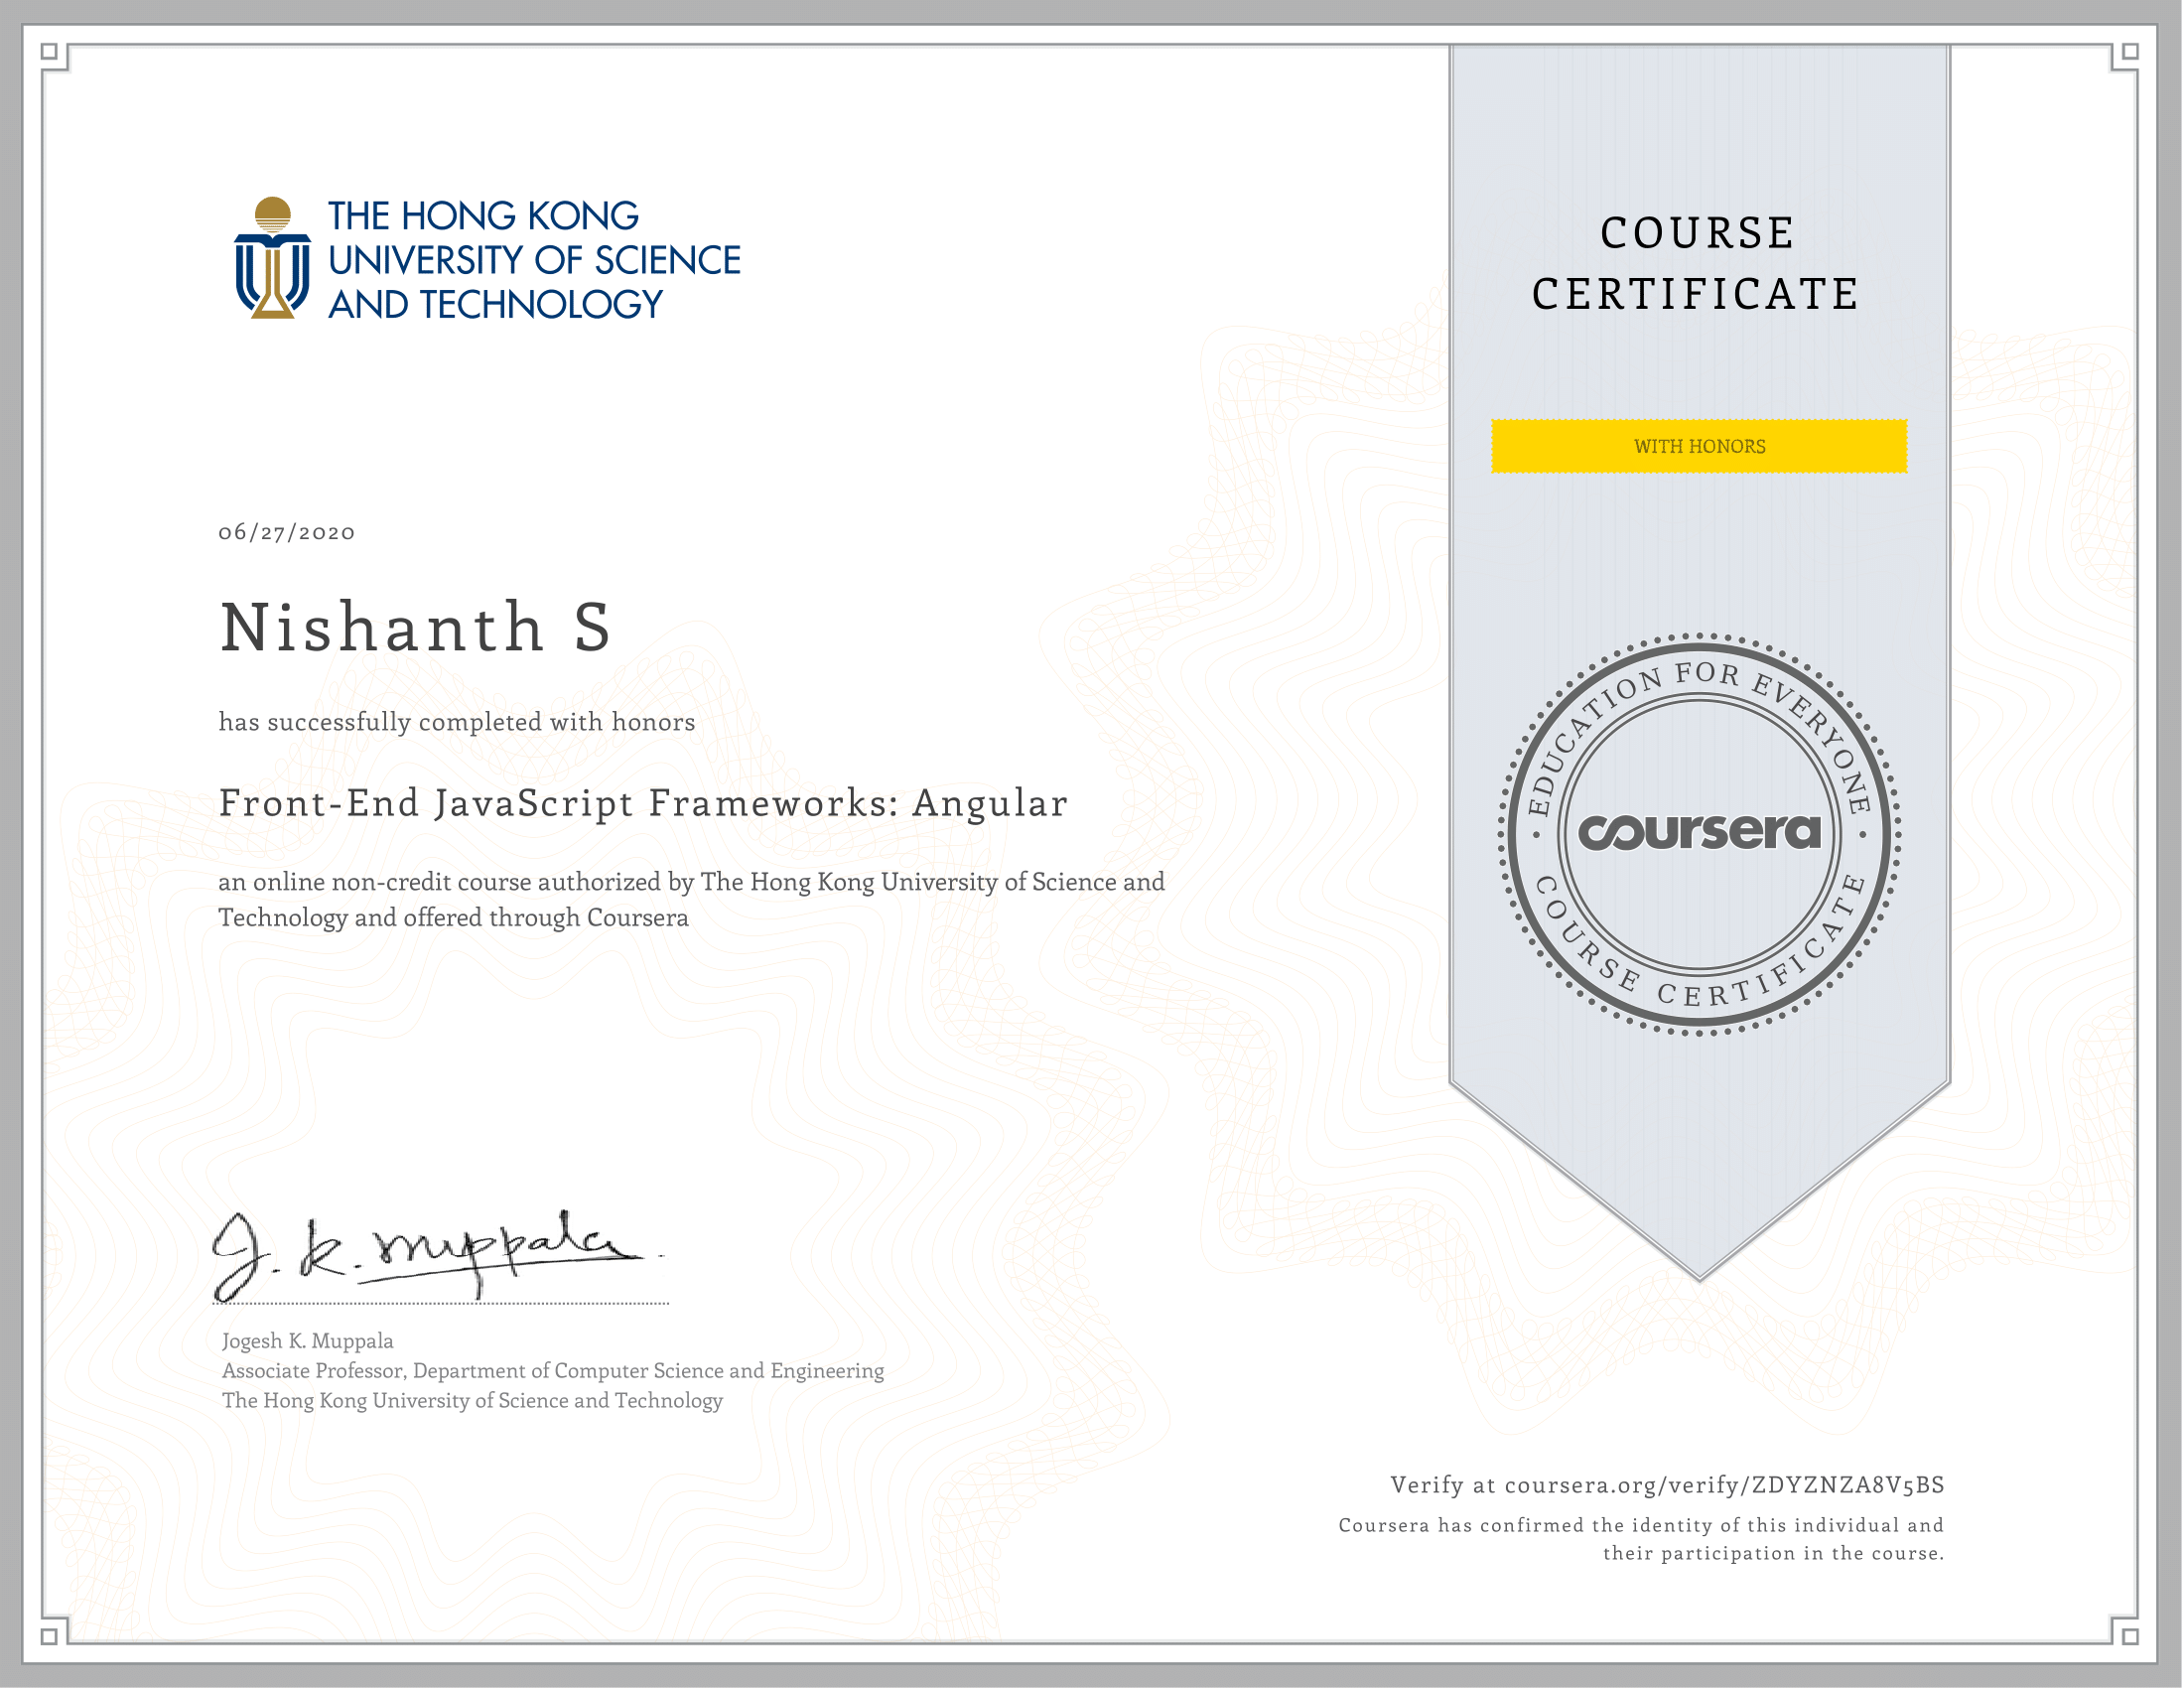 THE HONG KONG
UNIVERSITY OF SCIENCE
AND TECHNOLOGY
COURSE
CERTIFICATE
WITH HONORS
06/27/2020
Nishanth S
has successfully completed with honors
Front-End JavaScript Frameworks: Angular
an online non-credit course authorized by The Hong Kong University of Science and
Technology and offered through Coursera
EDUCATION FOR EVERYONE
coursera
COURSE CERTIFICATE
J. K. Muppala
Jogesh K. Muppala
Associate Professor, Department of Computer Science and Engineering
The Hong Kong University of Science and Technology
Verify at coursera.org/verify/ZDYZNZA8V5BS
Coursera has confirmed the identity of this individual and
their participation in the course.